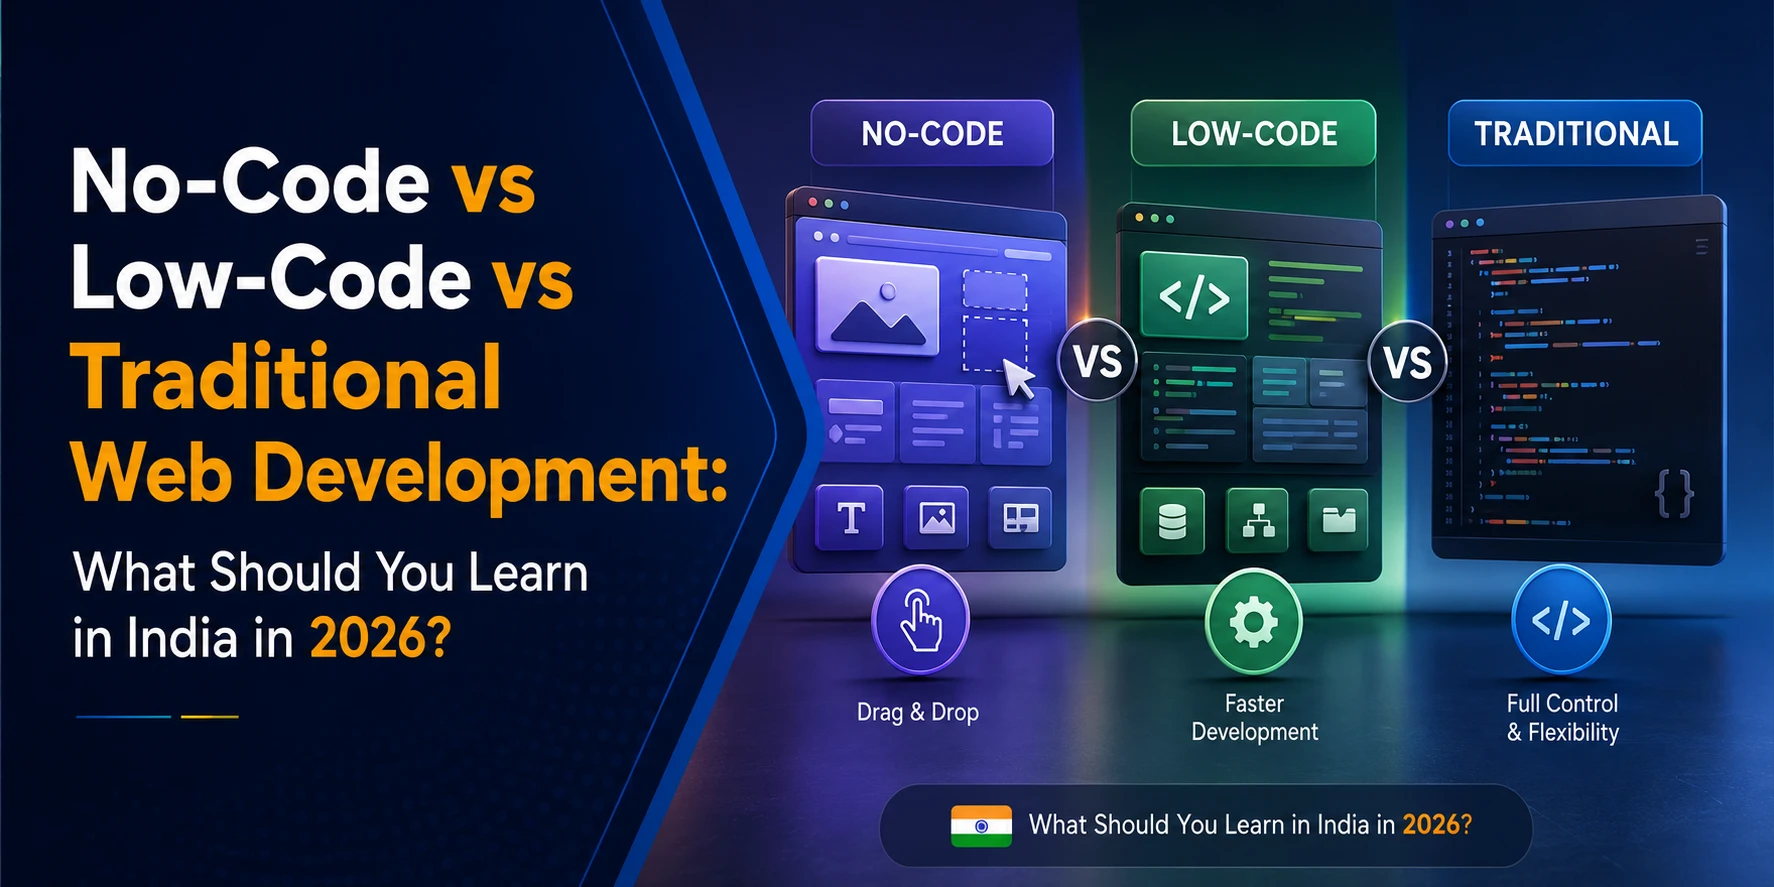 No-Code vs
Low-Code vs
Traditional
Web Development:
What Should You Learn
in India in 2026?
NO-CODE
LOW-CODE
TRADITIONAL
VS
VS
</>
T
{}
</>
Drag & Drop
Faster
Development
Full Control
& Flexibility
What Should You Learn in India in 2026?